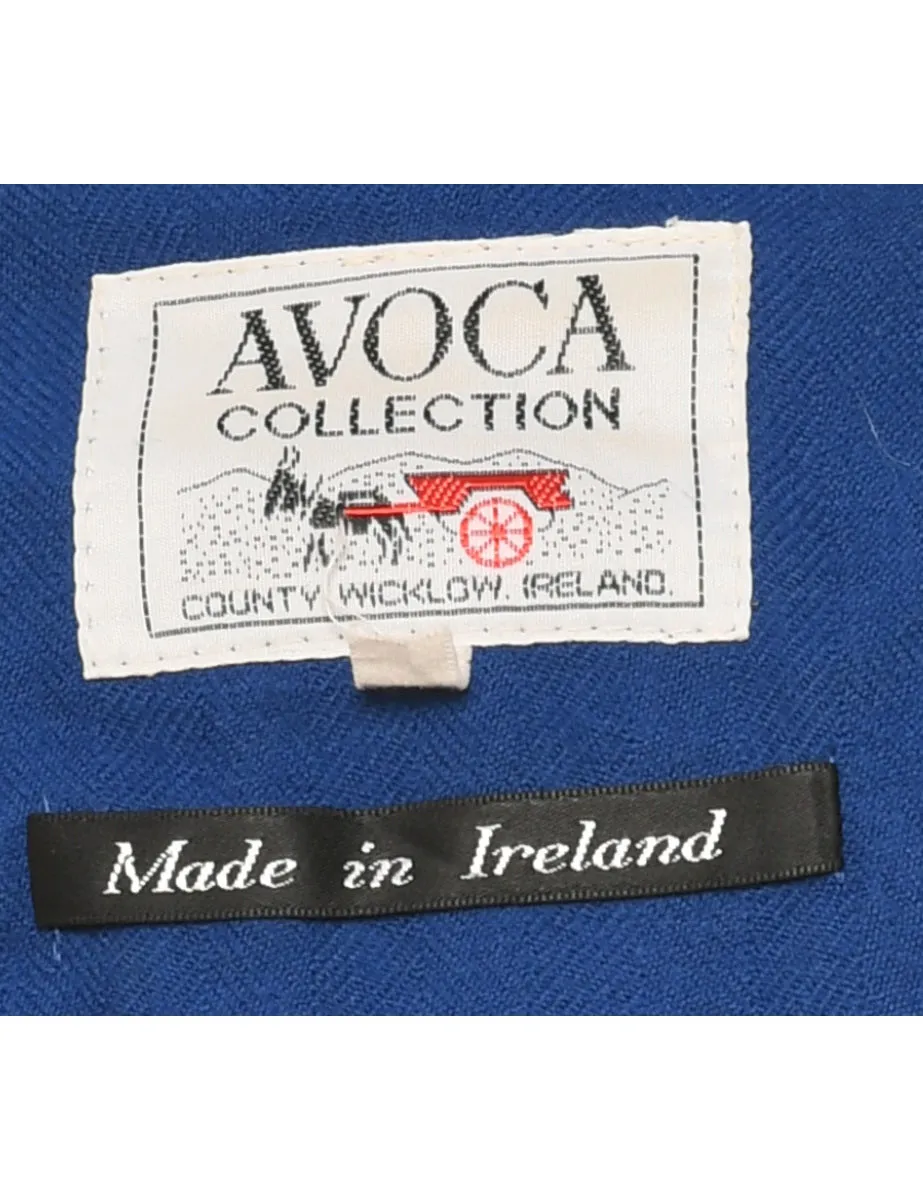 AVOCA
COLLECTION
COUNTY WICKLOW. IRELAND.
Made in Ireland